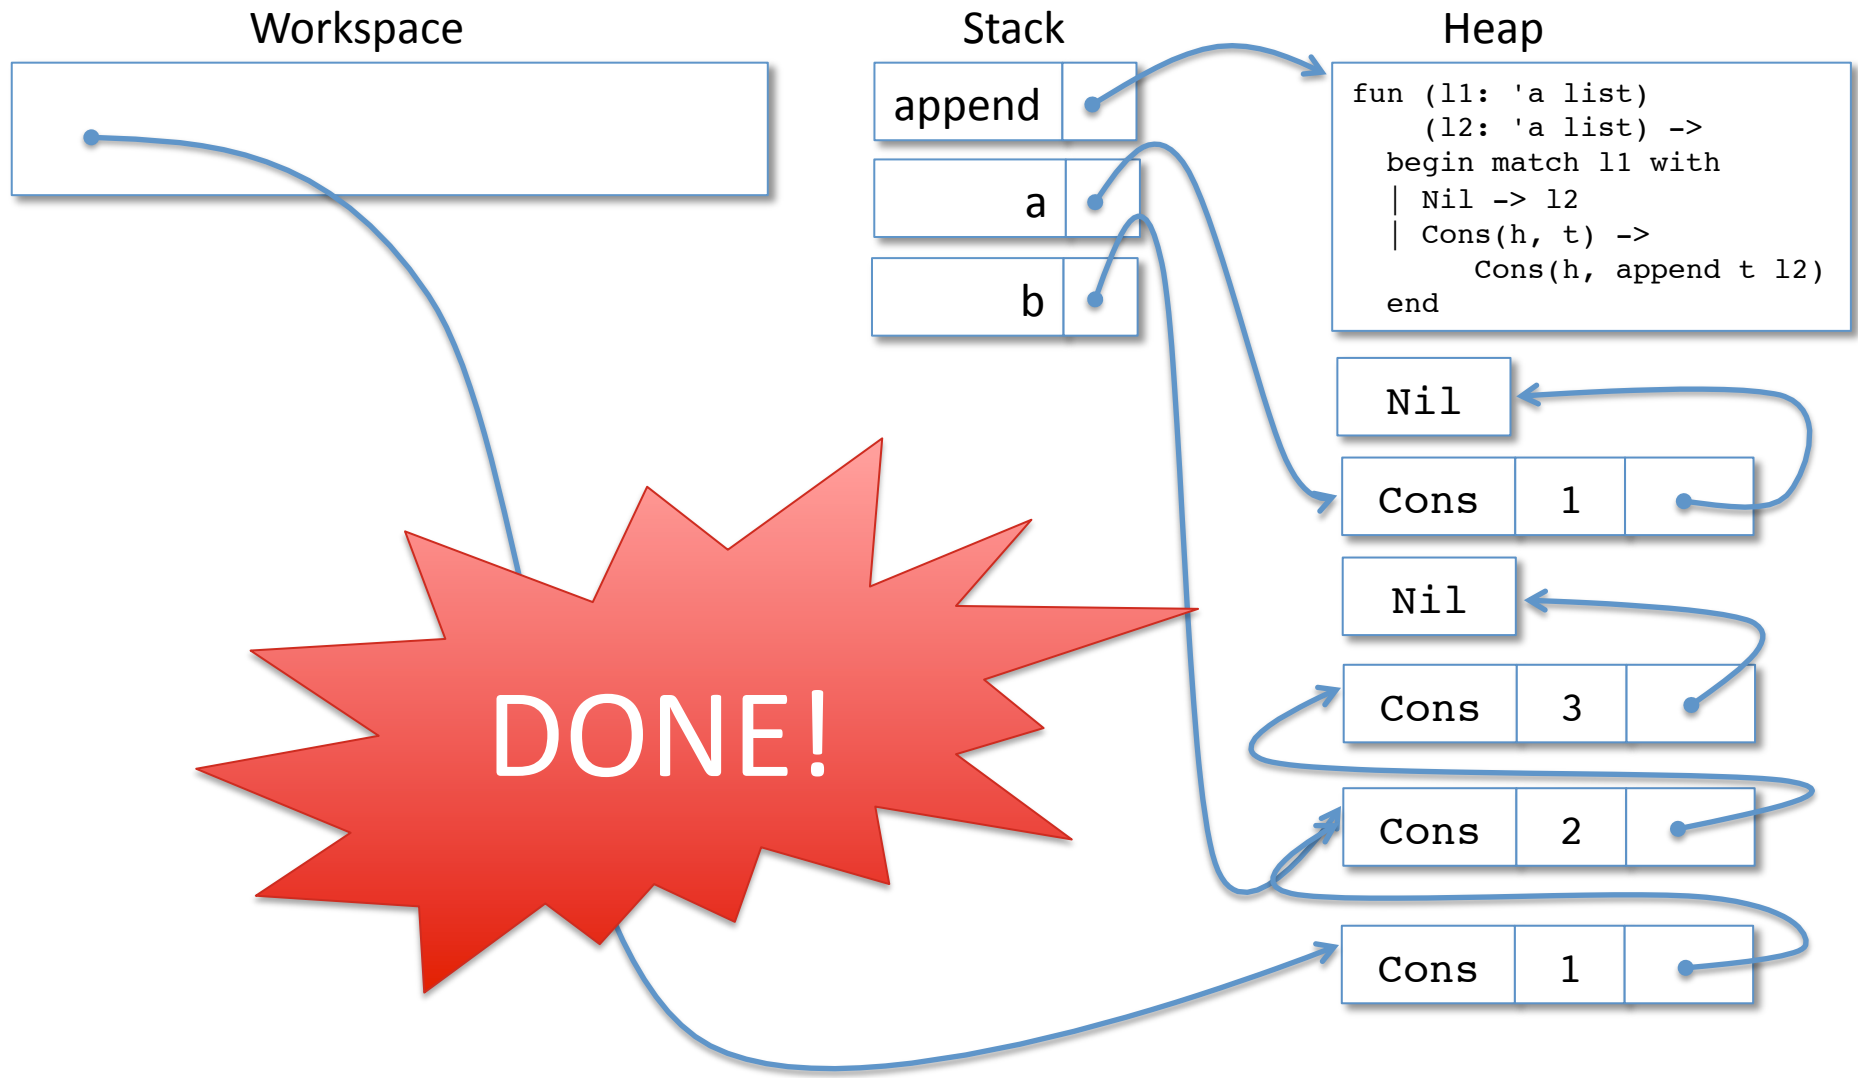 Workspace
Stack
Heap
append
a
b
fun (l1: 'a list)
(l2: 'a list) ->
begin match l1 with
| Nil -> l2
| Cons(h, t) ->
Cons(h, append t l2)
end
Nil
Cons 1
Nil
Cons 3
Cons 2
Cons 1
DONE!